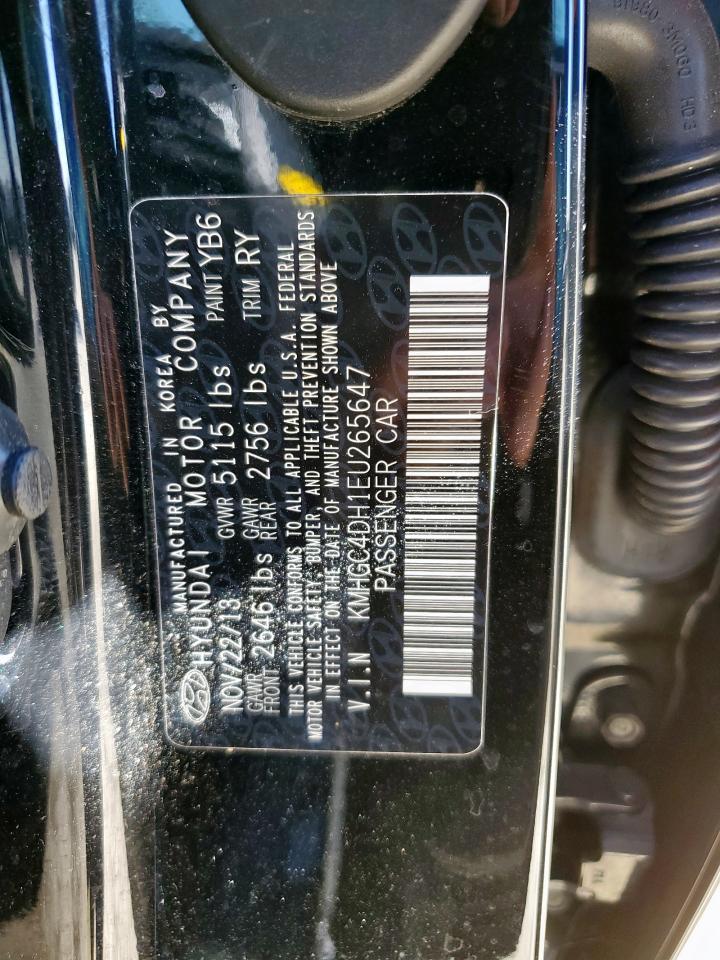 MANUFACTURED IN KOREA BY
HYUNDAI MOTOR COMPANY
NOV/22/13 GVWR 5115 lbs PAINT YB6
GAWR FRONT 2646 lbs GAWR REAR 2756 lbs TRIM RY
THIS VEHICLE CONFORMS TO ALL APPLICABLE U.S.A. FEDERAL
MOTOR VEHICLE SAFETY, BUMPER, AND THEFT PREVENTION STANDARDS
IN EFFECT ON THE DATE OF MANUFACTURE SHOWN ABOVE
V.I.N KMHGC4DH1EU265647
PASSENGER CAR